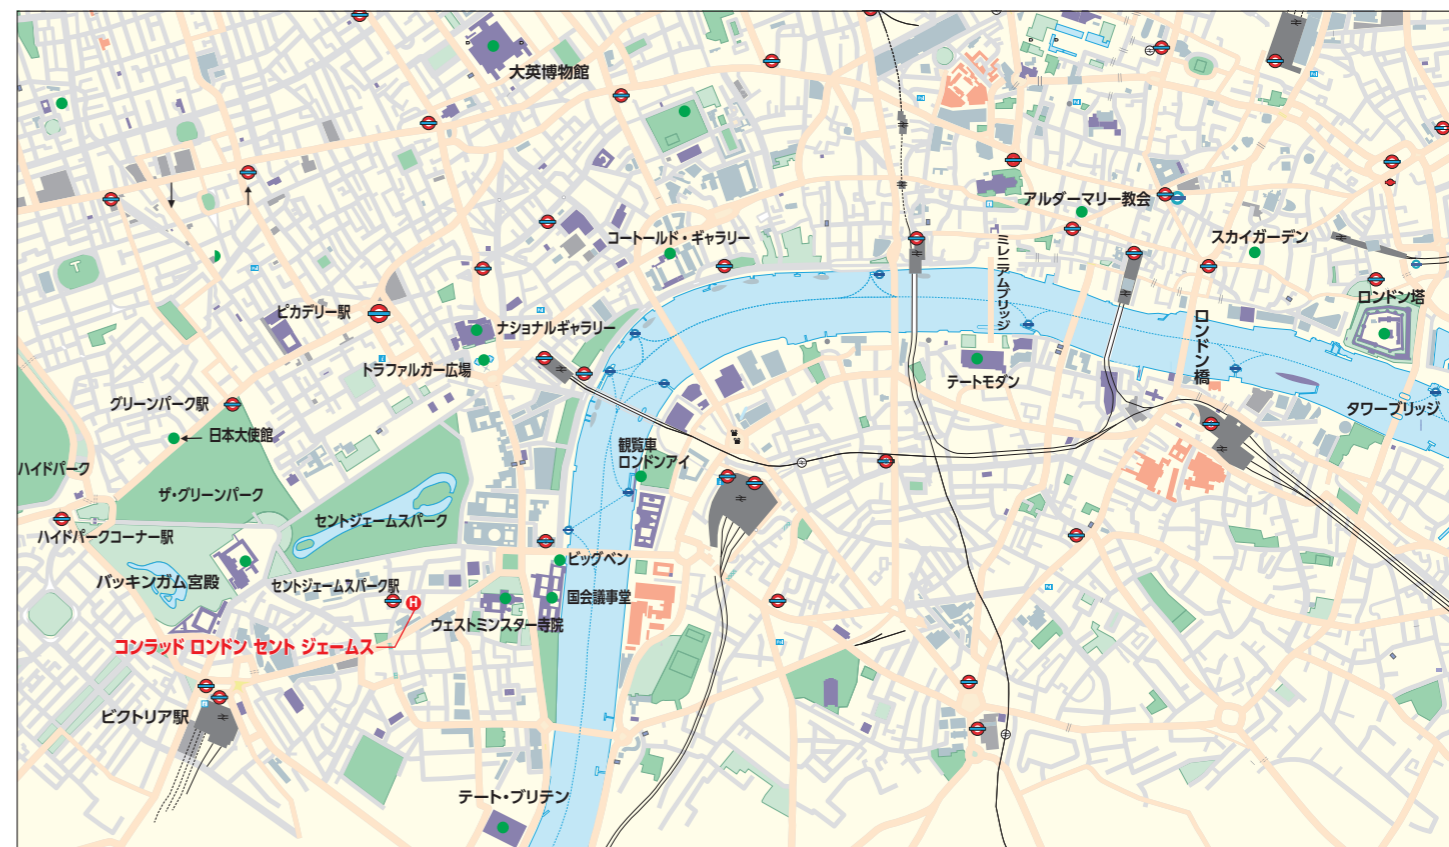 大英博物館
アルダーマリー教会
コートールド・ギャラリー
スカイガーデン
ミレニアムブリッジ
ロンドン塔
ピカデリー駅
ナショナルギャラリー
ロンドン橋
トラファルガー広場
テートモダン
グリーンパーク駅
タワーブリッジ
日本大使館
観覧車
ロンドンアイ
ハイドパーク
ザ・グリーンパーク
セントジェームスパーク
ハイドパークコーナー駅
ビッグベン
バッキンガム宮殿
セントジェームスパーク駅
H
国会議事堂
ウェストミンスター寺院
コンラッド ロンドン セント ジェームス
ビクトリア駅
テート・ブリテン